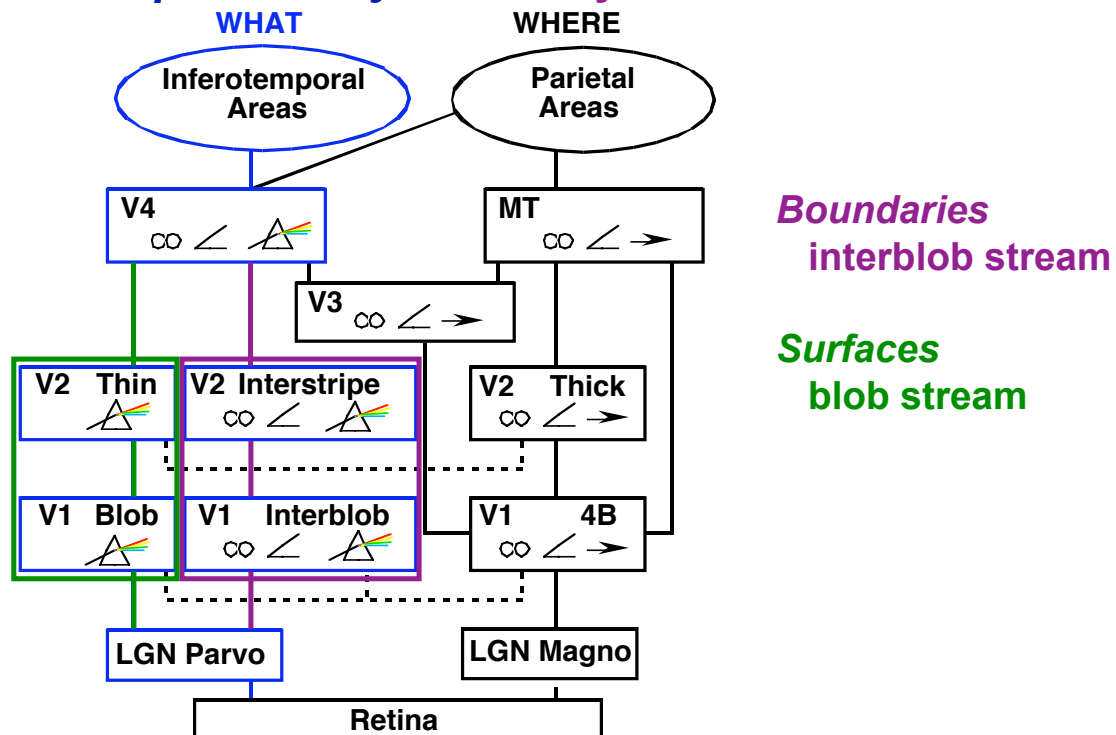 WHAT
WHERE
Inferotemporal
Areas
Parietal
Areas
V4
MT
Boundaries
interblob stream
V3
Surfaces
blob stream
V2 Thin
V2 Interstripe
V2 Thick
V1 Blob
V1 Interblob
V1 4B
LGN Parvo
LGN Magno
Retina